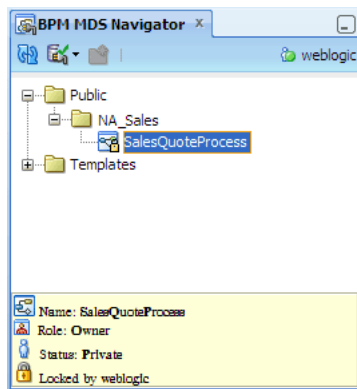 BPM MDS Navigator
weblogic
Public
NA_Sales
SalesQuoteProcess
Templates
Name: SalesQuoteProcess
Role: Owner
Status: Private
Locked by weblogic